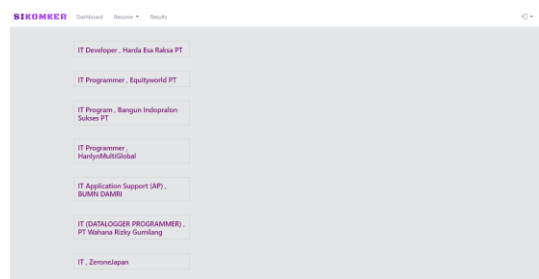 SIKOMKER Dashboard Resume Results
IT Developer , Harda Esa Raksa PT
IT Programmer , Equityworld PT
IT Program , Bangun Indopralon
Sukses PT
IT Programmer ,
HanlynMultiGlobal
IT Application Support (AP) ,
BUMN DAMRI
IT (DATALOGGER PROGRAMMER) ,
PT Wahana Rizky Gumilang
IT , ZeroneJapan